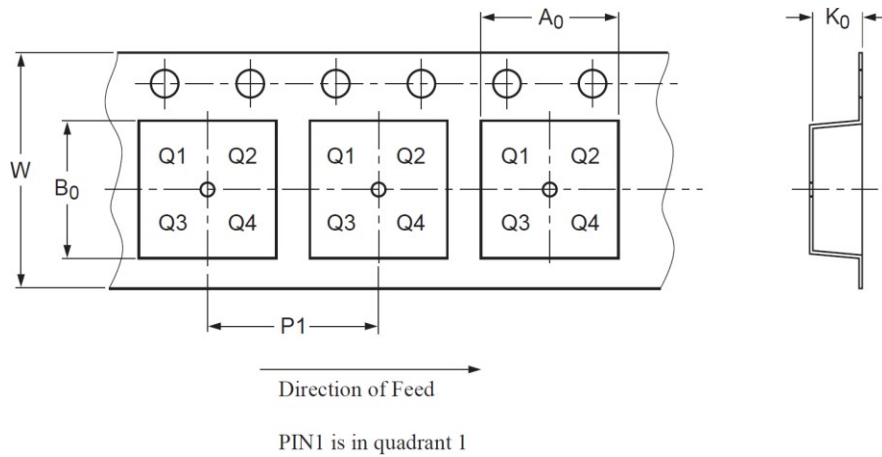 A0
K0
Q1 Q2 Q1 Q2 Q1 Q2
W
B0
Q3 Q4 Q3 Q4 Q3 Q4
P1
Direction of Feed
PIN1 is in quadrant 1